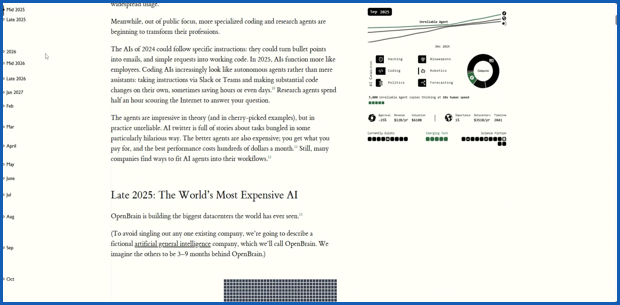 Mid 2025
Late 2025
2026
Mid 2026
Late 2026
Jan 2027
Feb
Mar
April
May
June
Jul
Aug
Sep
Oct
widespread usage.
Meanwhile, out of public focus, more specialized coding and research agents are
beginning to transform their professions.
The AIs of 2024 could follow specific instructions: they could turn bullet points
into emails, and simple requests into working code. In 2025, AIs function more like
employees. Coding AIs increasingly look like autonomous agents rather than mere
assistants: taking instructions via Slack or Teams and making substantial code
changes on their own, sometimes saving hours or even days. Research agents spend
half an hour scouring the Internet to answer your question.
The agents are impressive in theory (and in cherry-picked examples), but in
practice unreliable. AI twitter is full of stories about tasks bungled in some
particularly hilarious way. The better agents are also expensive; you get what you
pay for, and the best performance costs hundreds of dollars a month. Still, many
companies find ways to fit AI agents into their workflows.
Late 2025: The World's Most Expensive AI
OpenBrain is building the biggest datacenters the world has ever seen.
(To avoid singling out any one existing company, we're going to describe a
fictional artificial general intelligence company, which we'll call OpenBrain. We
imagine the others to be 3–9 months behind OpenBrain.)
Sep 2025
Unreliable Agent
Hacking
Bioweapons
Coding
Robotics
Politics
Forecasting
Compute
Unreliable Agent copies thinking at
human speed
Approval
Revenue
Valuation
Importance
Datacenters
Currently Exists
Emerging Tech
Science Fiction